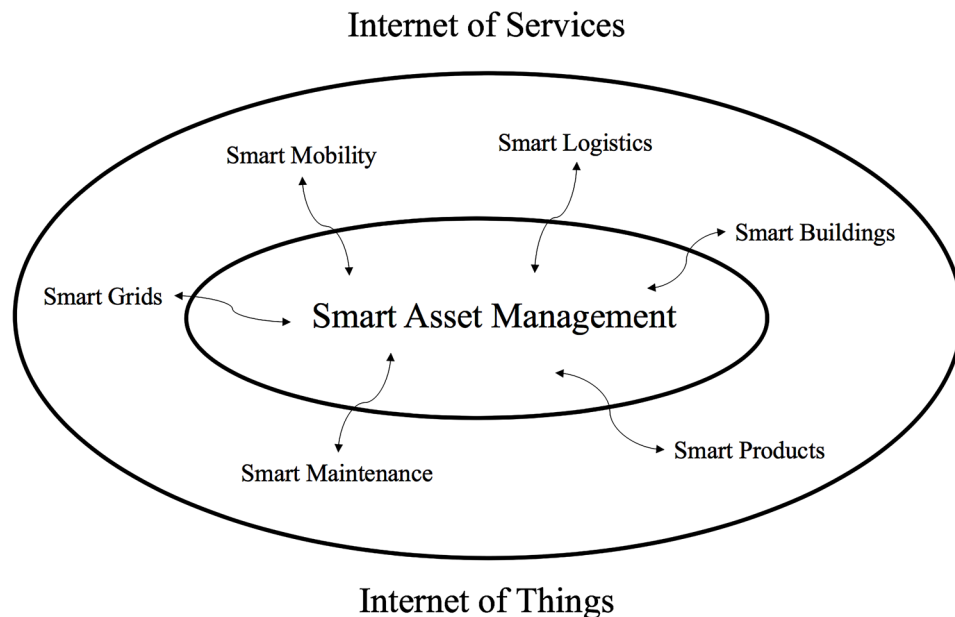 Internet of Services
Smart Mobility
Smart Logistics
Smart Buildings
Smart Grids
Smart Asset Management
Smart Maintenance
Smart Products
Internet of Things